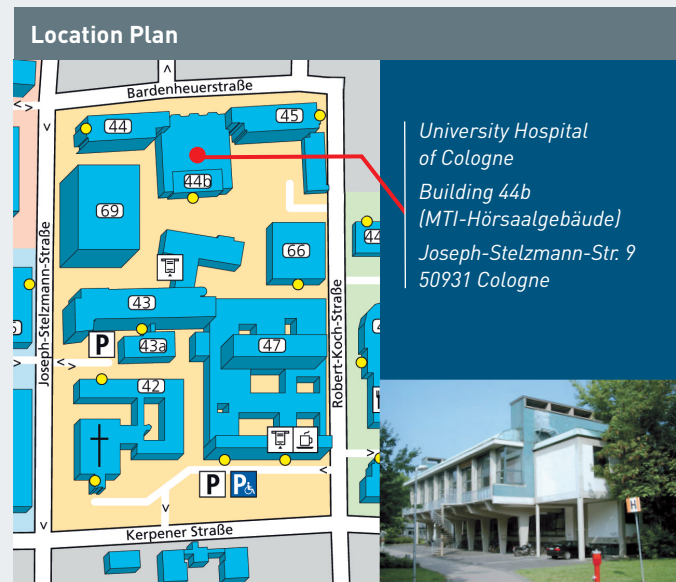 Location Plan
Bardenheuerstraße
44
45
44b
69
66
44
43
43a
P
47
42
P
P
Joseph-Stelzmann-Straße
Robert-Koch-Straße
Kerpener Straße
University Hospital
of Cologne
Building 44b
(MTI-Hörsaalgebäude)
Joseph-Stelzmann-Str. 9
50931 Cologne
H